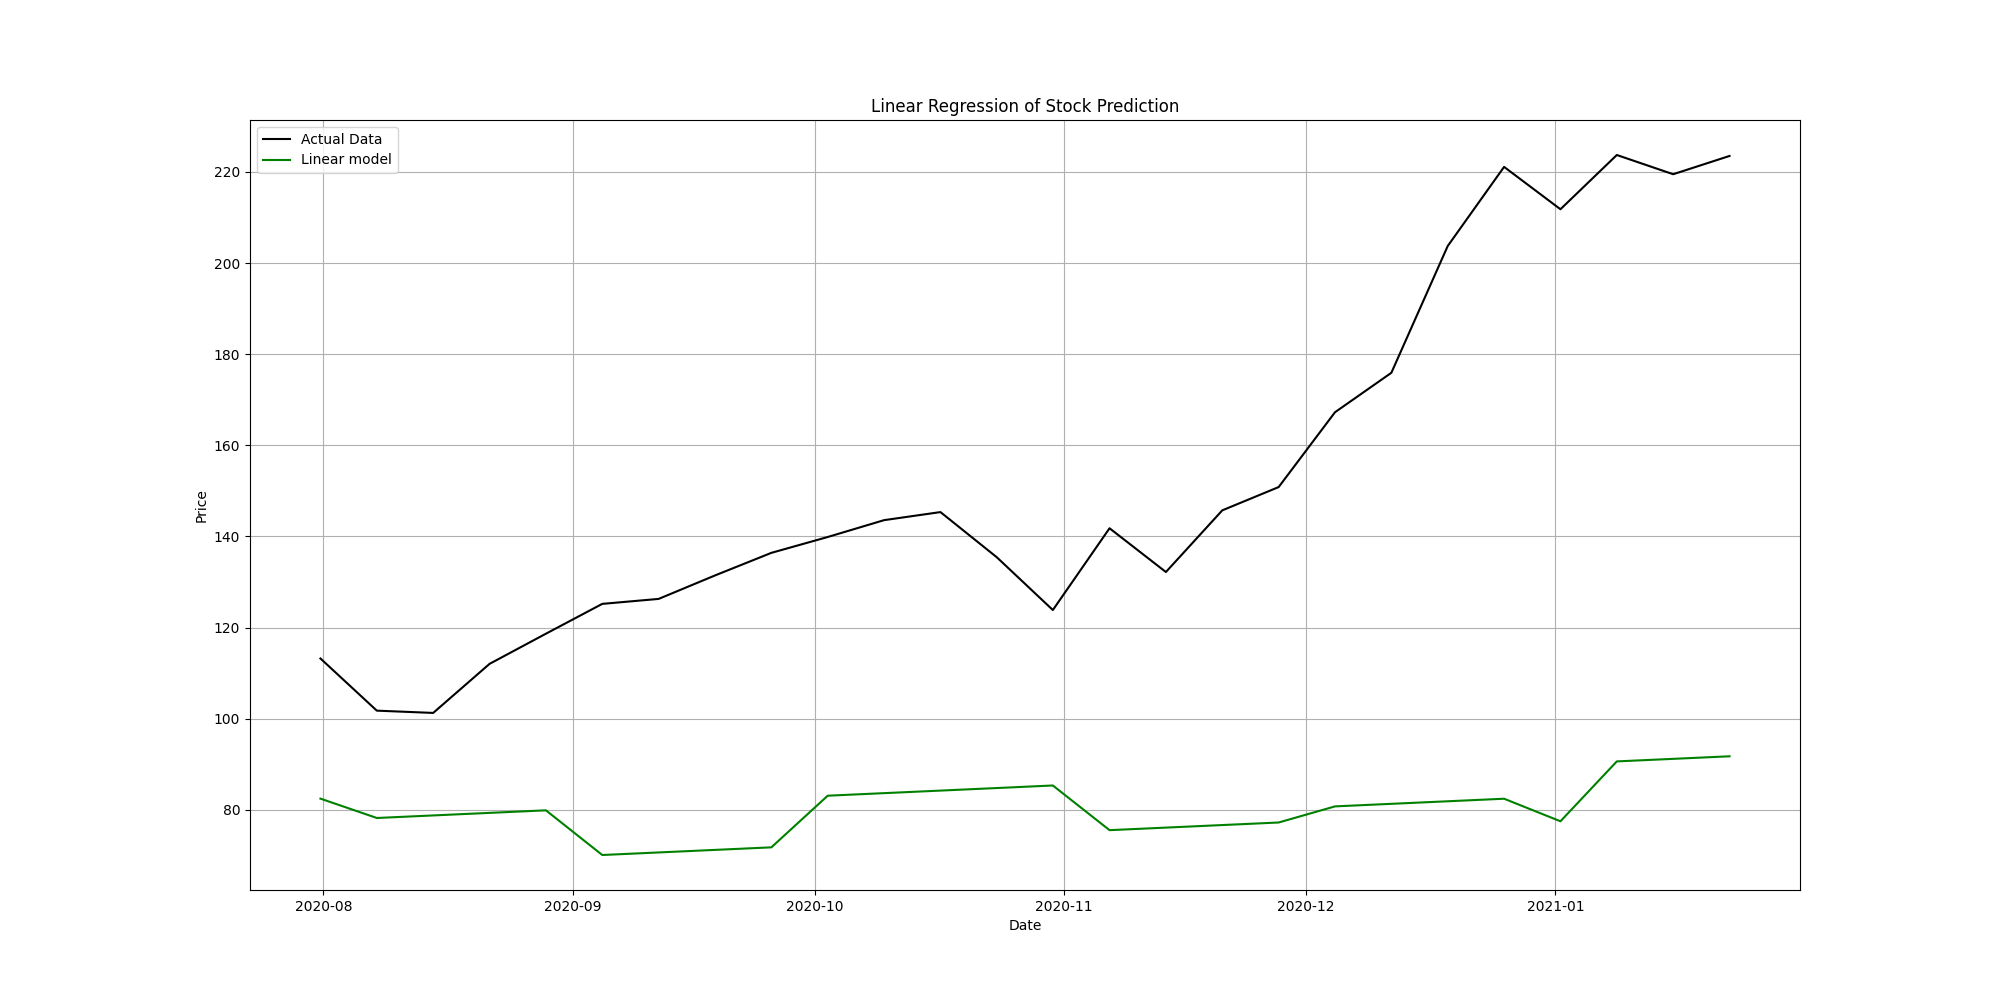 Linear Regression of Stock Prediction
Actual Data
Linear model
220
200
180
160
140
120
100
80
Price
2020-08 2020-09 2020-10 2020-11 2020-12 2021-01
Date